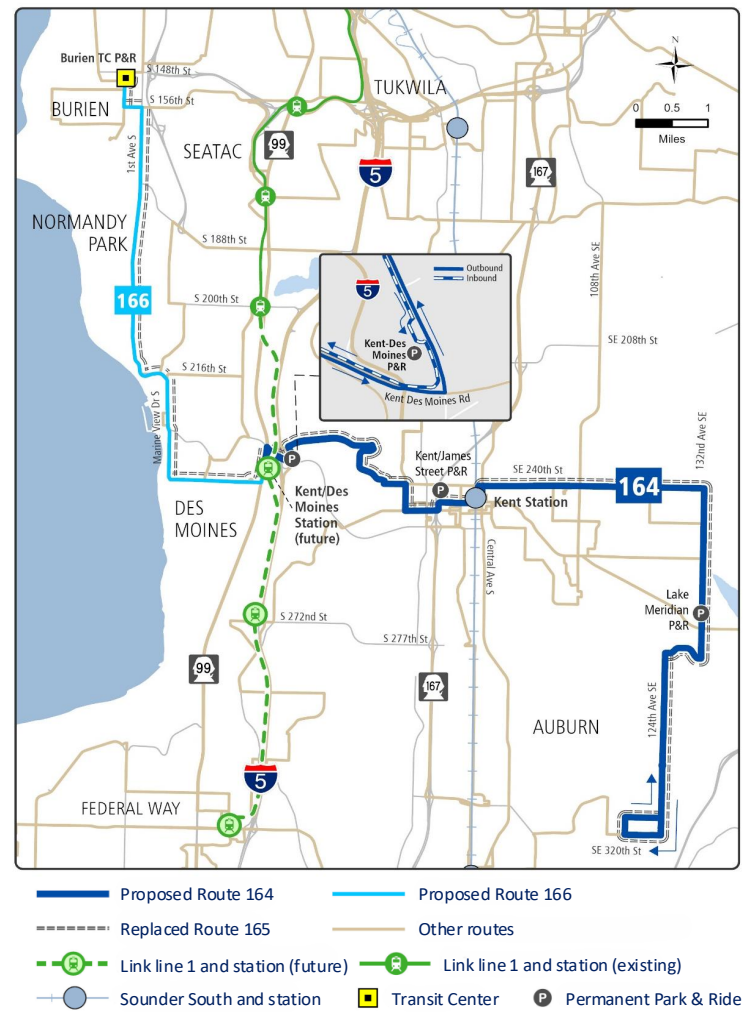 Burien TC P&R
S 148th St
TUKWILA
N
BURIEN
S 156th St
0 0.5 1
Miles
SEATAC
99
5
167
1st Ave S
NORMANDY
PARK
S 188th St
108th Ave SE
166
S 200th St
5
Outbound
Inbound
Kent-Des
Moines
P&R
P
Kent Des Moines Rd
SE 208th St
S 216th St
Marine View Dr S
132nd Ave SE
P
Kent/James
Street P&R
P
SE 240th St
164
Kent Station
Kent/Des
Moines
Station
(future)
DES
MOINES
Central Ave S
Lake
Meridian
P&R
P
S 272nd St
S 277th St
99
167
124th Ave SE
AUBURN
5
FEDERAL WAY
SE 320th St
Proposed Route 164
Proposed Route 166
Replaced Route 165
Other routes
Link line 1 and station (future)
Link line 1 and station (existing)
Sounder South and station
Transit Center
P Permanent Park & Ride